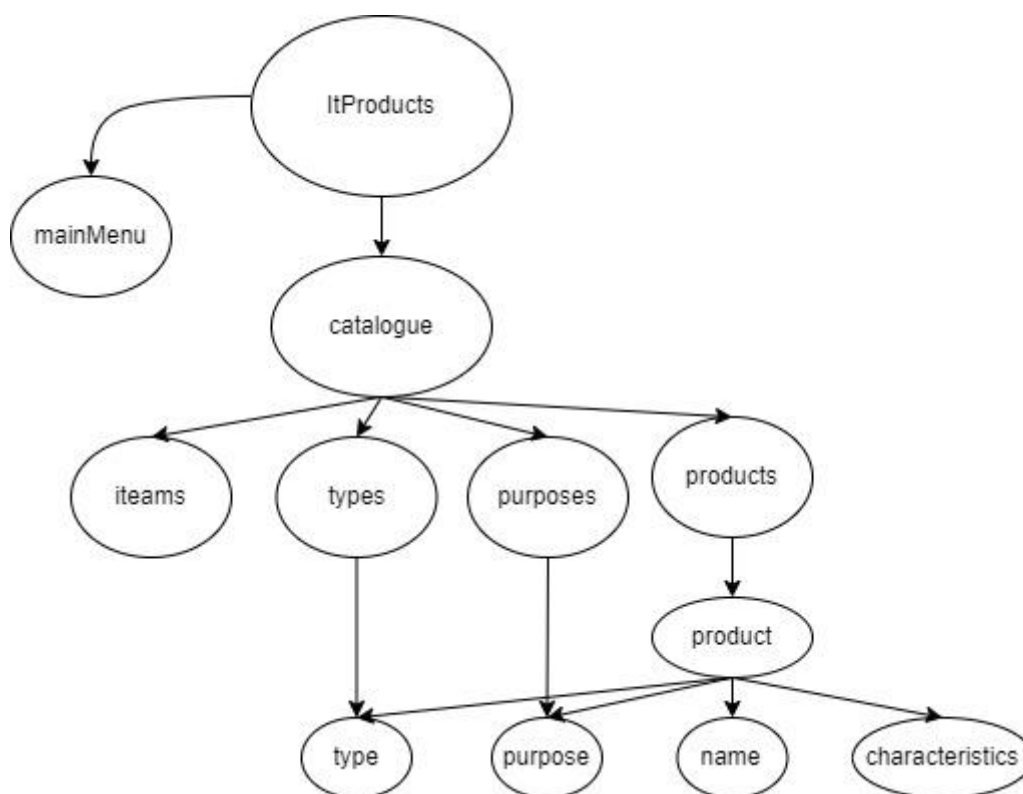 ItProducts
mainMenu
catalogue
iteams
types
purposes
products
product
type
purpose
name
characteristics